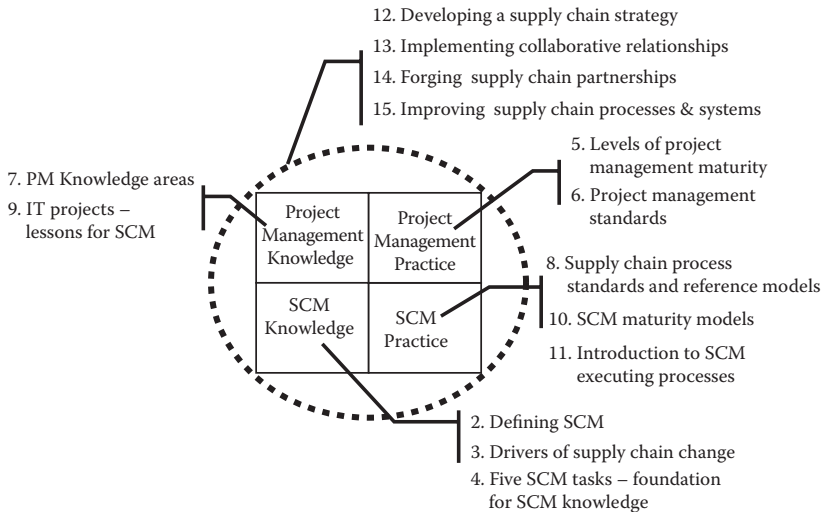 12. Developing a supply chain strategy
13. Implementing collaborative relationships
14. Forging supply chain partnerships
15. Improving supply chain processes & systems
5. Levels of project
management maturity
6. Project management
standards
7. PM Knowledge areas
9. IT projects –
lessons for SCM
Project
Management
Knowledge
Project
Management
Practice
SCM
Knowledge
SCM
Practice
8. Supply chain process
standards and reference models
10. SCM maturity models
11. Introduction to SCM
executing processes
2. Defining SCM
3. Drivers of supply chain change
4. Five SCM tasks – foundation
for SCM knowledge